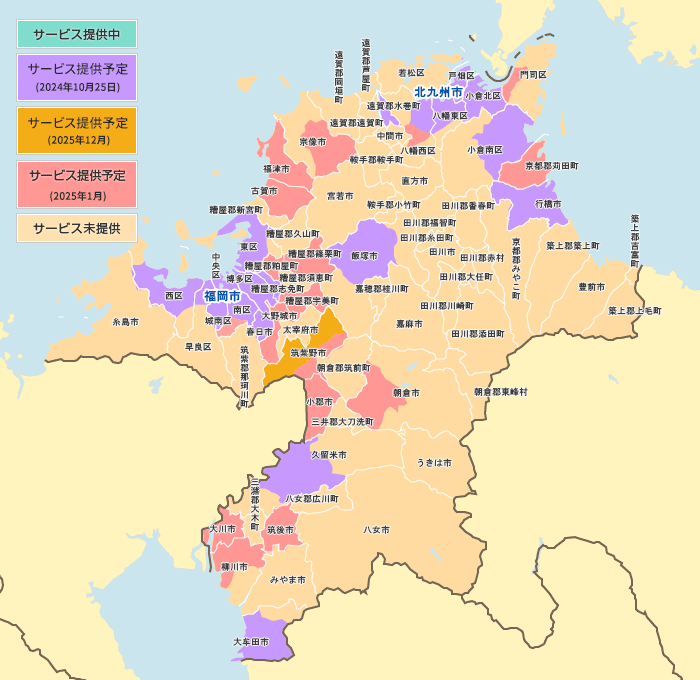 サービス提供中
サービス提供予定
(2024年10月25日)
サービス提供予定
(2025年12月)
サービス提供予定
(2025年1月)
サービス未提供
遠賀郡岡垣町
遠賀郡芦屋町
若松区
戸畑区
門司区
北九州市
小倉北区
遠賀郡水巻町
八幡東区
遠賀郡遠賀町
中間市
宗像市
八幡西区
小倉南区
鞍手郡鞍手町
京都郡苅田町
福津市
直方市
古賀市
宮若市
鞍手郡小竹町
田川郡香春町
行橋市
糟屋郡新宮町
田川郡福智町
築上郡吉富町
糟屋郡久山町
田川郡糸田町
京都郡みやこ町
東区
築上郡築上町
糟屋郡篠栗町
飯塚市
田川市
田川郡赤村
中央区
糟屋郡粕屋町
博多区
糟屋郡須恵町
田川郡大任町
糟屋郡志免町
嘉穂郡桂川町
豊前市
西区
福岡市
糟屋郡宇美町
田川郡川崎町
南区
築上郡上毛町
大野城市
糸島市
城南区
嘉麻市
春日市
太宰府市
田川郡添田町
早良区
筑紫郡那珂川町
筑紫野市
朝倉郡筑前町
朝倉市
朝倉郡東峰村
小郡市
三井郡大刀洗町
久留米市
うきは市
三潴郡大木町
八女郡広川町
大川市
筑後市
八女市
柳川市
みやま市
大牟田市